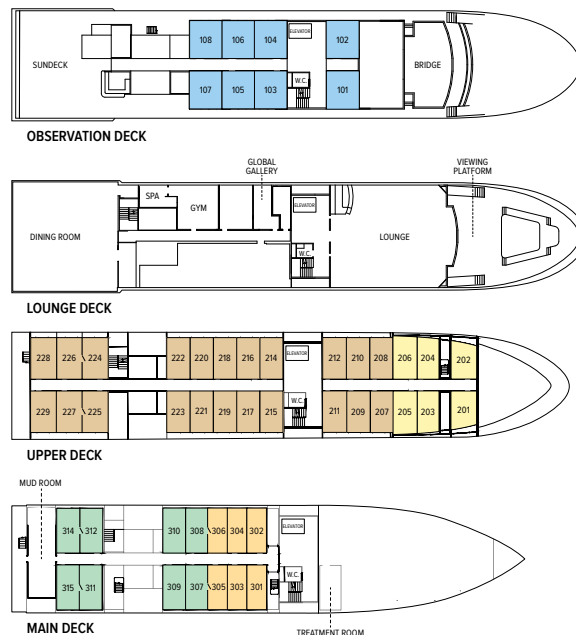 108 106 104 ELEVATOR 102
SUNDECK BRIDGE
W.C.
107 105 103 101
OBSERVATION DECK
GLOBAL
GALLERY
VIEWING
PLATFORM
SPA
GYM
ELEVATOR
DINING ROOM LOUNGE
W.C.
LOUNGE DECK
228 226 224 222 220 218 216 214 ELEVATOR 212 210 208 206 204 202
W.C.
229 227 225 223 221 219 217 215 211 209 207 205 203 201
UPPER DECK
MUD ROOM
314 312 310 308 306 304 302 ELEVATOR
W.C.
315 311 309 307 305 303 301
MAIN DECK
TREATMENT ROOM